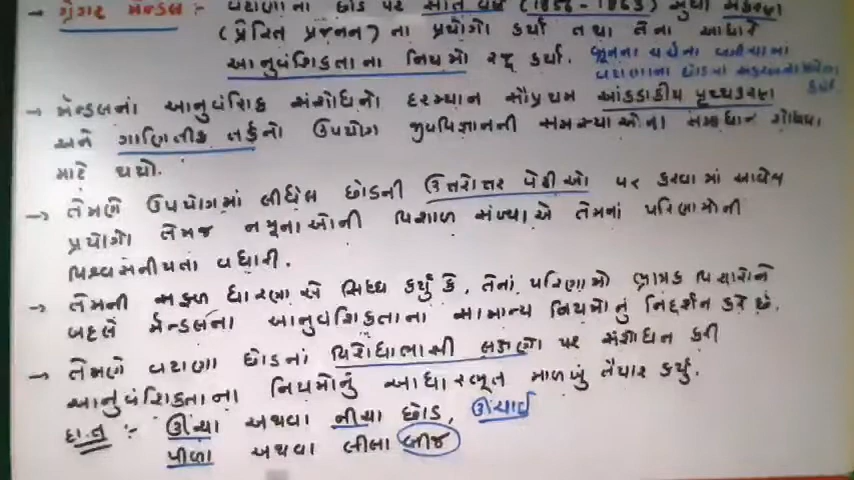 - ગ્રેગર મેન્ડલ :- વટાણાના છોડ પર સાત વર્ષ (1856-1863) સુધી સંકરણ
(પ્રેરિત પ્રજનન) ના પ્રયોગો કર્યા તથા તેના આધારે
આનુવંશિકતાના નિયમો રજૂ કર્યા.
વટાણાના છોડમાં
→ મેન્ડલનાં આનુવંશિક સંશોધનો દરમ્યાન સૌપ્રથમ આંકડાકીય પૃથ્થકરણ
અને ગાણિતીક તર્કનો ઉપયોગ જીવવિજ્ઞાનની સમસ્યાઓના સમાધાન શોધવા
માટે થયો.
→ તેમણે ઉપયોગમાં લીધેલ છોડની ઉત્તરોત્તર પેઢીઓ પર કરવામાં આવેલ
પ્રયોગો તેમજ નમૂનાઓની વિશાળ સંખ્યાએ તેમનાં પરિણામોની
વિશ્વસનીયતા વધારી.
→ તેમની સફળ ધારણાએ સિધ્ધ કર્યું કે, તેનાં પરિણામો ભ્રામક વિચારોને
બદલે મેન્ડલના આનુવંશિકતાના સામાન્ય નિયમોનું નિદર્શન કરે છે.
→ તેમણે વટાણા છોડનાં વિરોધાભાસી લક્ષણો પર સંશોધન કરી
આનુવંશિકતાના નિયમોનું આધારભૂત માળખું તૈયાર કર્યું.
દા.ત :- ઊંચા અથવા નીચા છોડ, ઊંચાઈ
પીળા અથવા લીલા બીજ